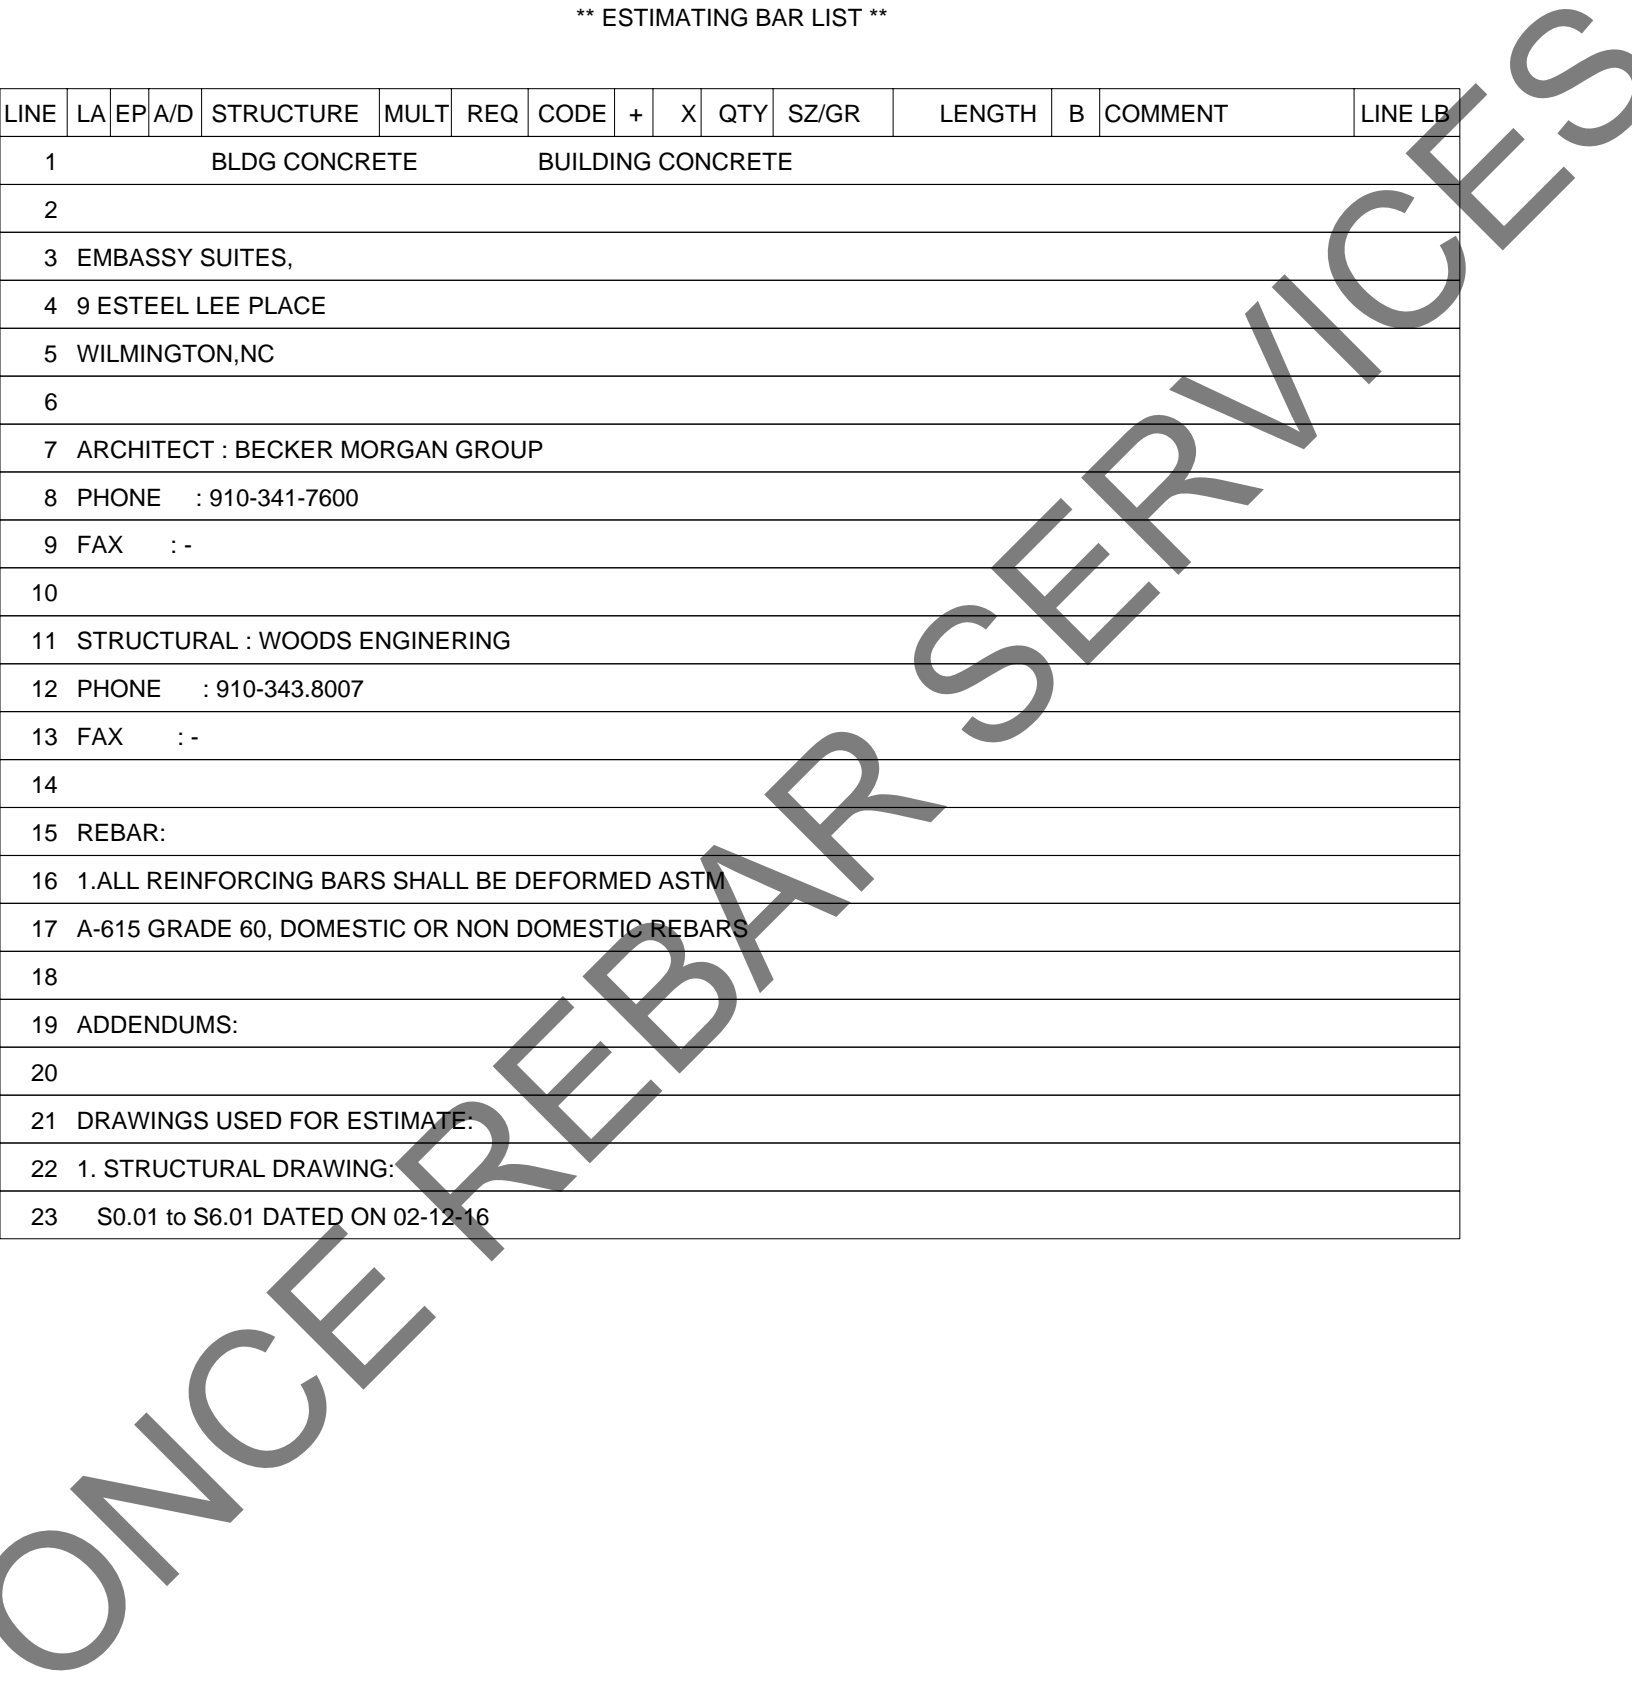 ** ESTIMATING BAR LIST **
LINE LA EP A/D STRUCTURE MULT REQ CODE + X QTY SZ/GR LENGTH B COMMENT LINE LB
1 BLDG CONCRETE BUILDING CONCRETE
2
3 EMBASSY SUITES,
4 9 ESTEEL LEE PLACE
5 WILMINGTON,NC
6
7 ARCHITECT : BECKER MORGAN GROUP
8 PHONE : 910-341-7600
9 FAX : -
10
11 STRUCTURAL : WOODS ENGINERING
12 PHONE : 910-343.8007
13 FAX : -
14
15 REBAR:
16 1.ALL REINFORCING BARS SHALL BE DEFORMED ASTM
17 A-615 GRADE 60, DOMESTIC OR NON DOMESTIC REBARS
18
19 ADDENDUMS:
20
21 DRAWINGS USED FOR ESTIMATE:
22 1. STRUCTURAL DRAWING:
23 S0.01 to S6.01 DATED ON 02-12-16
ONCE REBAR SERVICES